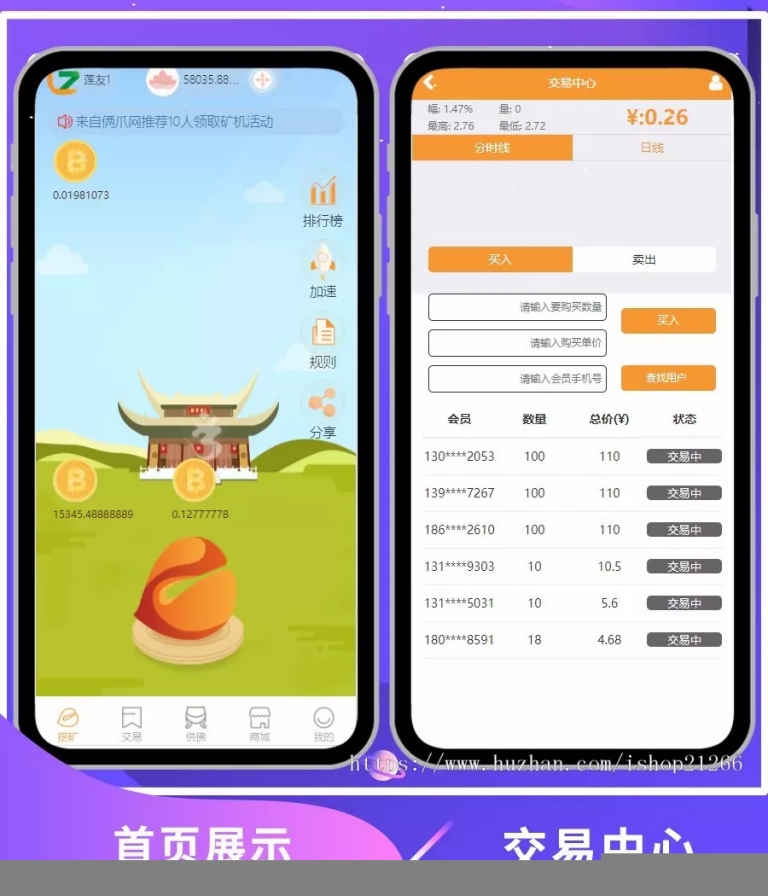 莲友1 58035.88...
来自俩爪网推荐10人领取矿机活动
0.01981073
排行榜
加速
规则
分享
15345.48888889 0.12777778
挖矿 交易 供佛 商城 我的
交易中心
幅: 1.47% 量: 0
最高: 2.76 最低: 2.72
¥:0.26
分时线 日线
买入 卖出
请输入要购买数量
买入
请输入购买单价
请输入会员手机号
查找用户
会员 数量 总价(¥) 状态
130****2053 100 110 交易中
139****7267 100 110 交易中
186****2610 100 110 交易中
131****9303 10 10.5 交易中
131****5031 10 5.6 交易中
180****8591 18 4.68 交易中
https://www.huzhan.com/ishop21266
首页展示 交易中心